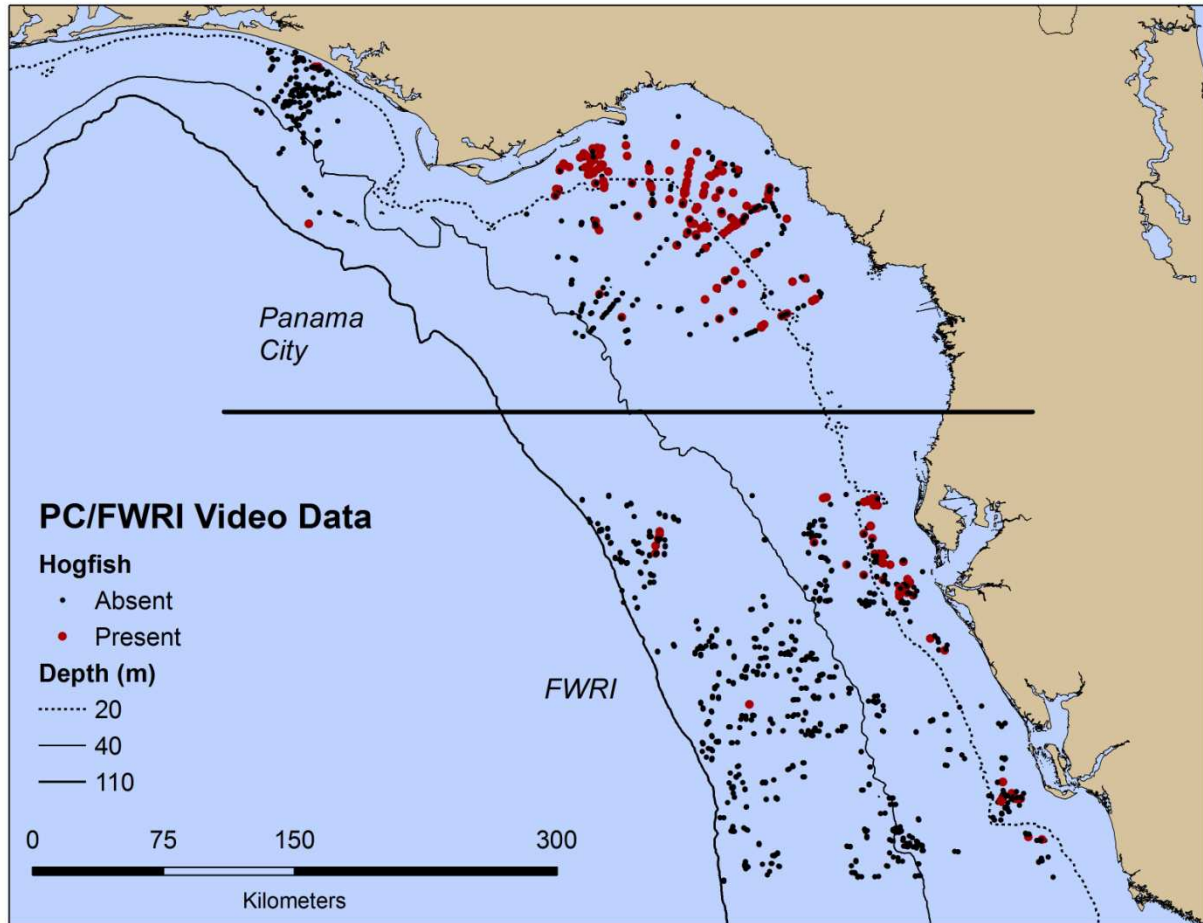 Panama
City
FWRI
PC/FWRI Video Data
Hogfish
Absent
Present
Depth (m)
20
40
110
0 75 150 300
Kilometers